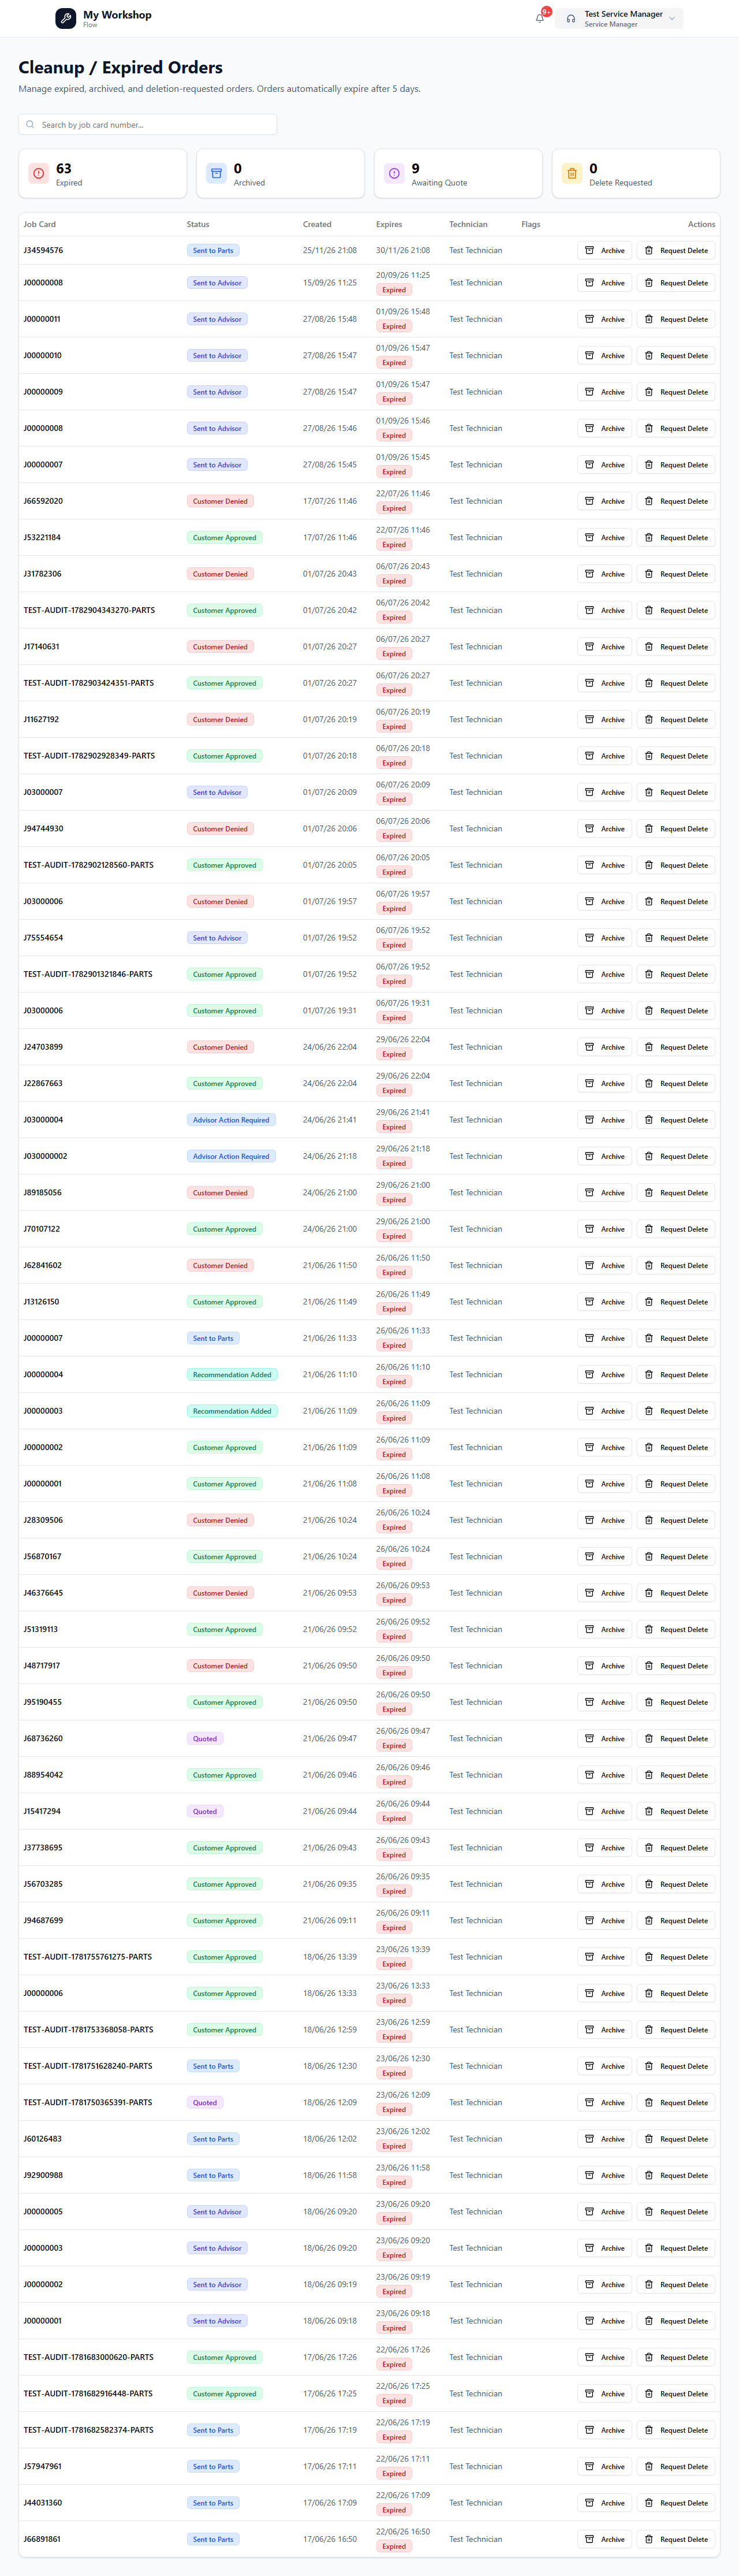 My Workshop
Flow
9+
Test Service Manager
Service Manager
Cleanup / Expired Orders
Manage expired, archived, and deletion-requested orders. Orders automatically expire after 5 days.
Search by job card number...
63
Expired
0
Archived
9
Awaiting Quote
0
Delete Requested
Job Card Status Created Expires Technician Flags Actions
J34594576 Sent to Parts 25/11/26 21:08 30/11/26 21:08 Test Technician Archive Request Delete
J00000008 Sent to Advisor 15/09/26 11:25 20/09/26 11:25 Expired Test Technician Archive Request Delete
J00000011 Sent to Advisor 27/08/26 15:48 01/09/26 15:48 Expired Test Technician Archive Request Delete
J00000010 Sent to Advisor 27/08/26 15:47 01/09/26 15:47 Expired Test Technician Archive Request Delete
J00000009 Sent to Advisor 27/08/26 15:47 01/09/26 15:47 Expired Test Technician Archive Request Delete
J00000008 Sent to Advisor 27/08/26 15:46 01/09/26 15:46 Expired Test Technician Archive Request Delete
J00000007 Sent to Advisor 27/08/26 15:45 01/09/26 15:45 Expired Test Technician Archive Request Delete
J66592020 Customer Denied 17/07/26 11:46 22/07/26 11:46 Expired Test Technician Archive Request Delete
J53221184 Customer Approved 17/07/26 11:46 22/07/26 11:46 Expired Test Technician Archive Request Delete
J31782306 Customer Denied 01/07/26 20:43 06/07/26 20:43 Expired Test Technician Archive Request Delete
TEST-AUDIT-1782904343270-PARTS Customer Approved 01/07/26 20:42 06/07/26 20:42 Expired Test Technician Archive Request Delete
J17140631 Customer Denied 01/07/26 20:27 06/07/26 20:27 Expired Test Technician Archive Request Delete
TEST-AUDIT-1782903424351-PARTS Customer Approved 01/07/26 20:27 06/07/26 20:27 Expired Test Technician Archive Request Delete
J11627192 Customer Denied 01/07/26 20:19 06/07/26 20:19 Expired Test Technician Archive Request Delete
TEST-AUDIT-1782902928349-PARTS Customer Approved 01/07/26 20:18 06/07/26 20:18 Expired Test Technician Archive Request Delete
J03000007 Sent to Advisor 01/07/26 20:09 06/07/26 20:09 Expired Test Technician Archive Request Delete
J94744930 Customer Denied 01/07/26 20:06 06/07/26 20:06 Expired Test Technician Archive Request Delete
TEST-AUDIT-1782902128560-PARTS Customer Approved 01/07/26 20:05 06/07/26 20:05 Expired Test Technician Archive Request Delete
J03000006 Customer Denied 01/07/26 19:57 06/07/26 19:57 Expired Test Technician Archive Request Delete
J75554654 Sent to Advisor 01/07/26 19:52 06/07/26 19:52 Expired Test Technician Archive Request Delete
TEST-AUDIT-1782901321846-PARTS Customer Approved 01/07/26 19:52 06/07/26 19:52 Expired Test Technician Archive Request Delete
J03000006 Customer Approved 01/07/26 19:31 06/07/26 19:31 Expired Test Technician Archive Request Delete
J24703899 Customer Denied 24/06/26 22:04 29/06/26 22:04 Expired Test Technician Archive Request Delete
J22867663 Customer Approved 24/06/26 22:04 29/06/26 22:04 Expired Test Technician Archive Request Delete
J03000004 Advisor Action Required 24/06/26 21:41 29/06/26 21:41 Expired Test Technician Archive Request Delete
J030000002 Advisor Action Required 24/06/26 21:18 29/06/26 21:18 Expired Test Technician Archive Request Delete
J89185056 Customer Denied 24/06/26 21:00 29/06/26 21:00 Expired Test Technician Archive Request Delete
J70107122 Customer Approved 24/06/26 21:00 29/06/26 21:00 Expired Test Technician Archive Request Delete
J62841602 Customer Denied 21/06/26 11:50 26/06/26 11:50 Expired Test Technician Archive Request Delete
J13126150 Customer Approved 21/06/26 11:49 26/06/26 11:49 Expired Test Technician Archive Request Delete
J00000007 Sent to Parts 21/06/26 11:33 26/06/26 11:33 Expired Test Technician Archive Request Delete
J00000004 Recommendation Added 21/06/26 11:10 26/06/26 11:10 Expired Test Technician Archive Request Delete
J00000003 Recommendation Added 21/06/26 11:09 26/06/26 11:09 Expired Test Technician Archive Request Delete
J00000002 Customer Approved 21/06/26 11:09 26/06/26 11:09 Expired Test Technician Archive Request Delete
J00000001 Customer Approved 21/06/26 11:08 26/06/26 11:08 Expired Test Technician Archive Request Delete
J28309506 Customer Denied 21/06/26 10:24 26/06/26 10:24 Expired Test Technician Archive Request Delete
J56870167 Customer Approved 21/06/26 10:24 26/06/26 10:24 Expired Test Technician Archive Request Delete
J46376645 Customer Denied 21/06/26 09:53 26/06/26 09:53 Expired Test Technician Archive Request Delete
J51319113 Customer Approved 21/06/26 09:52 26/06/26 09:52 Expired Test Technician Archive Request Delete
J48717917 Customer Denied 21/06/26 09:50 26/06/26 09:50 Expired Test Technician Archive Request Delete
J95190455 Customer Approved 21/06/26 09:50 26/06/26 09:50 Expired Test Technician Archive Request Delete
J68736260 Quoted 21/06/26 09:47 26/06/26 09:47 Expired Test Technician Archive Request Delete
J88954042 Customer Approved 21/06/26 09:46 26/06/26 09:46 Expired Test Technician Archive Request Delete
J15417294 Quoted 21/06/26 09:44 26/06/26 09:44 Expired Test Technician Archive Request Delete
J37738695 Customer Approved 21/06/26 09:43 26/06/26 09:43 Expired Test Technician Archive Request Delete
J56703285 Customer Approved 21/06/26 09:35 26/06/26 09:35 Expired Test Technician Archive Request Delete
J94687699 Customer Approved 21/06/26 09:11 26/06/26 09:11 Expired Test Technician Archive Request Delete
TEST-AUDIT-1781755761275-PARTS Customer Approved 18/06/26 13:39 23/06/26 13:39 Expired Test Technician Archive Request Delete
J00000006 Customer Approved 18/06/26 13:33 23/06/26 13:33 Expired Test Technician Archive Request Delete
TEST-AUDIT-1781753368058-PARTS Customer Approved 18/06/26 12:59 23/06/26 12:59 Expired Test Technician Archive Request Delete
TEST-AUDIT-1781751628240-PARTS Sent to Parts 18/06/26 12:30 23/06/26 12:30 Expired Test Technician Archive Request Delete
TEST-AUDIT-1781750365391-PARTS Quoted 18/06/26 12:09 23/06/26 12:09 Expired Test Technician Archive Request Delete
J60126483 Sent to Parts 18/06/26 12:02 23/06/26 12:02 Expired Test Technician Archive Request Delete
J92900988 Sent to Parts 18/06/26 11:58 23/06/26 11:58 Expired Test Technician Archive Request Delete
J00000005 Sent to Advisor 18/06/26 09:20 23/06/26 09:20 Expired Test Technician Archive Request Delete
J00000003 Sent to Advisor 18/06/26 09:20 23/06/26 09:20 Expired Test Technician Archive Request Delete
J00000002 Sent to Advisor 18/06/26 09:19 23/06/26 09:19 Expired Test Technician Archive Request Delete
J00000001 Sent to Advisor 18/06/26 09:18 23/06/26 09:18 Expired Test Technician Archive Request Delete
TEST-AUDIT-1781683000620-PARTS Customer Approved 17/06/26 17:26 22/06/26 17:26 Expired Test Technician Archive Request Delete
TEST-AUDIT-1781682916448-PARTS Customer Approved 17/06/26 17:25 22/06/26 17:25 Expired Test Technician Archive Request Delete
TEST-AUDIT-1781682582374-PARTS Sent to Parts 17/06/26 17:19 22/06/26 17:19 Expired Test Technician Archive Request Delete
J57947961 Sent to Parts 17/06/26 17:11 22/06/26 17:11 Expired Test Technician Archive Request Delete
J44031360 Sent to Parts 17/06/26 17:09 22/06/26 17:09 Expired Test Technician Archive Request Delete
J66891861 Sent to Parts 17/06/26 16:50 22/06/26 16:50 Expired Test Technician Archive Request Delete